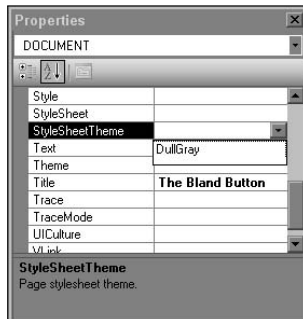 Properties
DOCUMENT
Style
StyleSheet
StyleSheetTheme
Text DullGray
Theme
Title The Bland Button
Trace
TraceMode
UICulture
VLink
StyleSheetTheme
Page stylesheet theme.